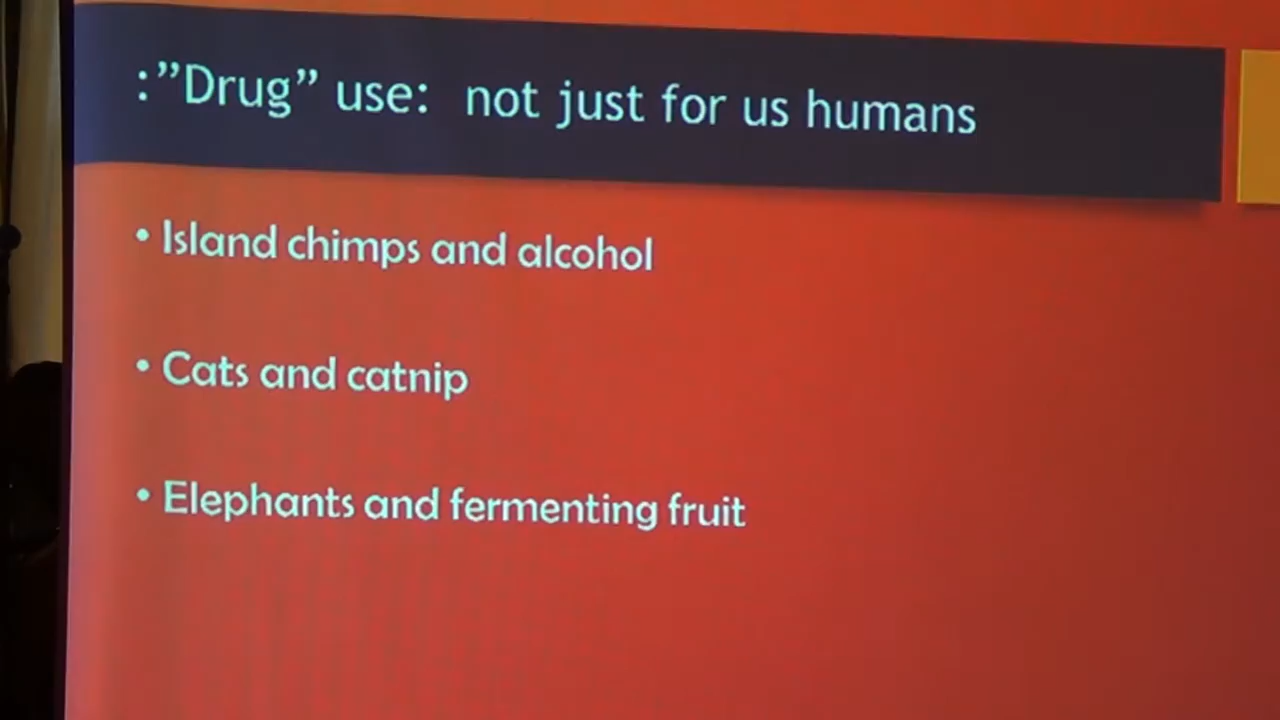 :”Drug” use: not just for us humans
• Island chimps and alcohol
• Cats and catnip
• Elephants and fermenting fruit